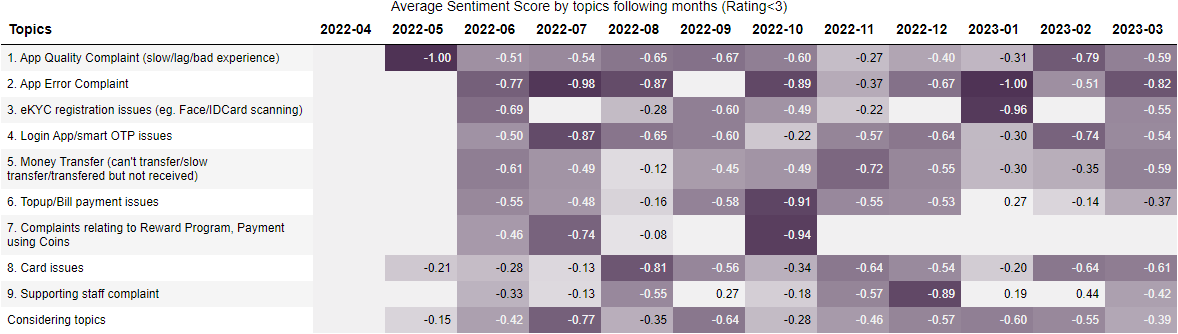 Average Sentiment Score by topics following months (Rating<3)
Topics 2022-04 2022-05 2022-06 2022-07 2022-08 2022-09 2022-10 2022-11 2022-12 2023-01 2023-02 2023-03
1. App Quality Complaint (slow/lag/bad experience) -1.00 -0.51 -0.54 -0.65 -0.67 -0.60 -0.27 -0.40 -0.31 -0.79 -0.59
2. App Error Complaint -0.77 -0.98 -0.87 -0.89 -0.37 -0.67 -1.00 -0.51 -0.82
3. eKYC registration issues (eg. Face/IDCard scanning) -0.69 -0.28 -0.60 -0.49 -0.22 -0.96 -0.55
4. Login App/smart OTP issues -0.50 -0.87 -0.65 -0.60 -0.22 -0.57 -0.64 -0.30 -0.74 -0.54
5. Money Transfer (can't transfer/slow
transfer/transfered but not received) -0.61 -0.49 -0.12 -0.45 -0.49 -0.72 -0.55 -0.30 -0.35 -0.59
6. Topup/Bill payment issues -0.55 -0.48 -0.16 -0.58 -0.91 -0.55 -0.53 0.27 -0.14 -0.37
7. Complaints relating to Reward Program, Payment
using Coins -0.46 -0.74 -0.08 -0.94
8. Card issues -0.21 -0.28 -0.13 -0.81 -0.56 -0.34 -0.64 -0.54 -0.20 -0.64 -0.61
9. Supporting staff complaint -0.33 -0.13 -0.55 0.27 -0.18 -0.57 -0.89 0.19 0.44 -0.42
Considering topics -0.15 -0.42 -0.77 -0.35 -0.64 -0.28 -0.46 -0.57 -0.60 -0.55 -0.39